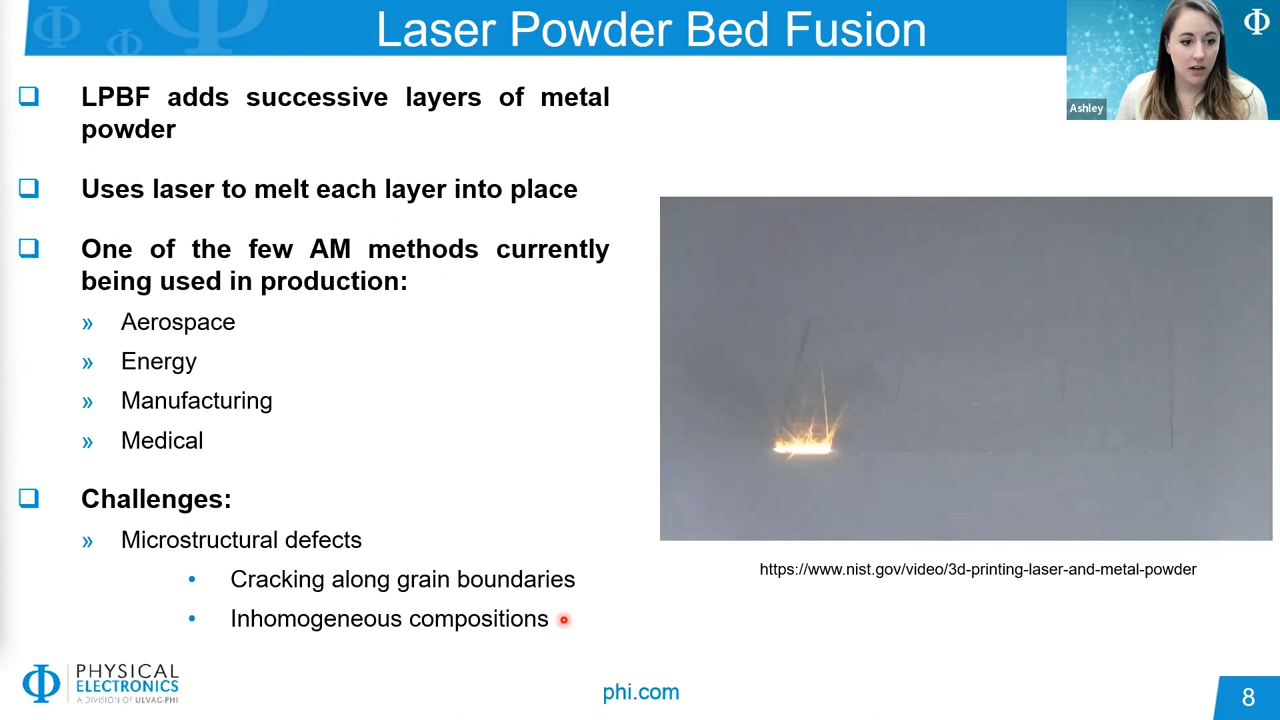 Laser Powder Bed Fusion
Ashley
LPBF adds successive layers of metal
powder
Uses laser to melt each layer into place
One of the few AM methods currently
being used in production:
» Aerospace
» Energy
» Manufacturing
» Medical
Challenges:
» Microstructural defects
• Cracking along grain boundaries
• Inhomogeneous compositions
https://www.nist.gov/video/3d-printing-laser-and-metal-powder
PHYSICAL
ELECTRONICS
A DIVISION OF ULVAC-PHI
phi.com
8